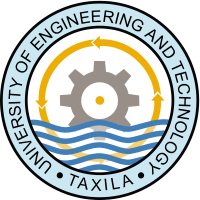 UNIVERSITY OF ENGINEERING AND TECHNOLOGY
• TAXILA •